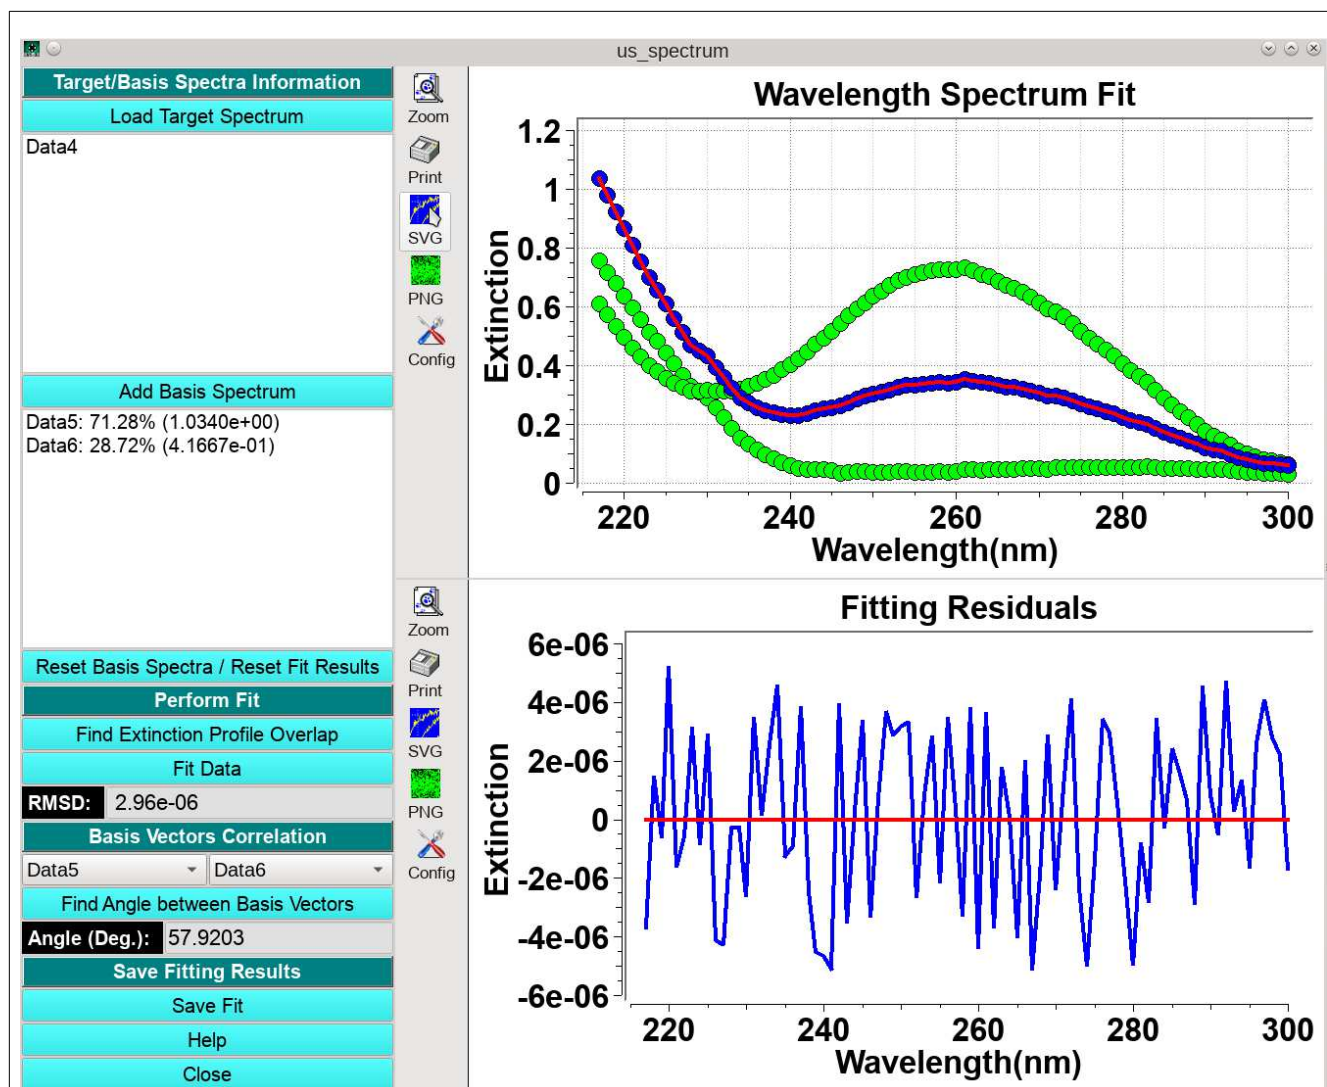 us_spectrum
Target/Basis Spectra Information
Load Target Spectrum
Data4
Add Basis Spectrum
Data5: 71.28% (1.0340e+00)
Data6: 28.72% (4.1667e-01)
Reset Basis Spectra / Reset Fit Results
Perform Fit
Find Extinction Profile Overlap
Fit Data
RMSD: 2.96e-06
Basis Vectors Correlation
Data5 Data6
Find Angle between Basis Vectors
Angle (Deg.): 57.9203
Save Fitting Results
Save Fit
Help
Close
Zoom
Print
SVG
PNG
Config
Wavelength Spectrum Fit
Extinction
1.2
1
0.8
0.6
0.4
0.2
0
220 240 260 280 300
Wavelength(nm)
Zoom
Print
SVG
PNG
Config
Fitting Residuals
Extinction
6e-06
4e-06
2e-06
0
-2e-06
-4e-06
-6e-06
220 240 260 280 300
Wavelength(nm)